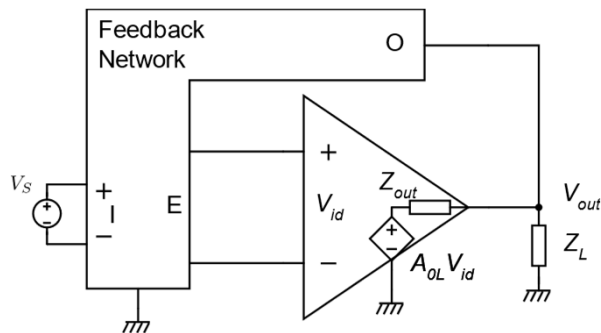 Feedback
Network
O
V_S
+
I
−
E
+
V_id
−
Z_out
+
−
A_0L V_id
V_out
Z_L